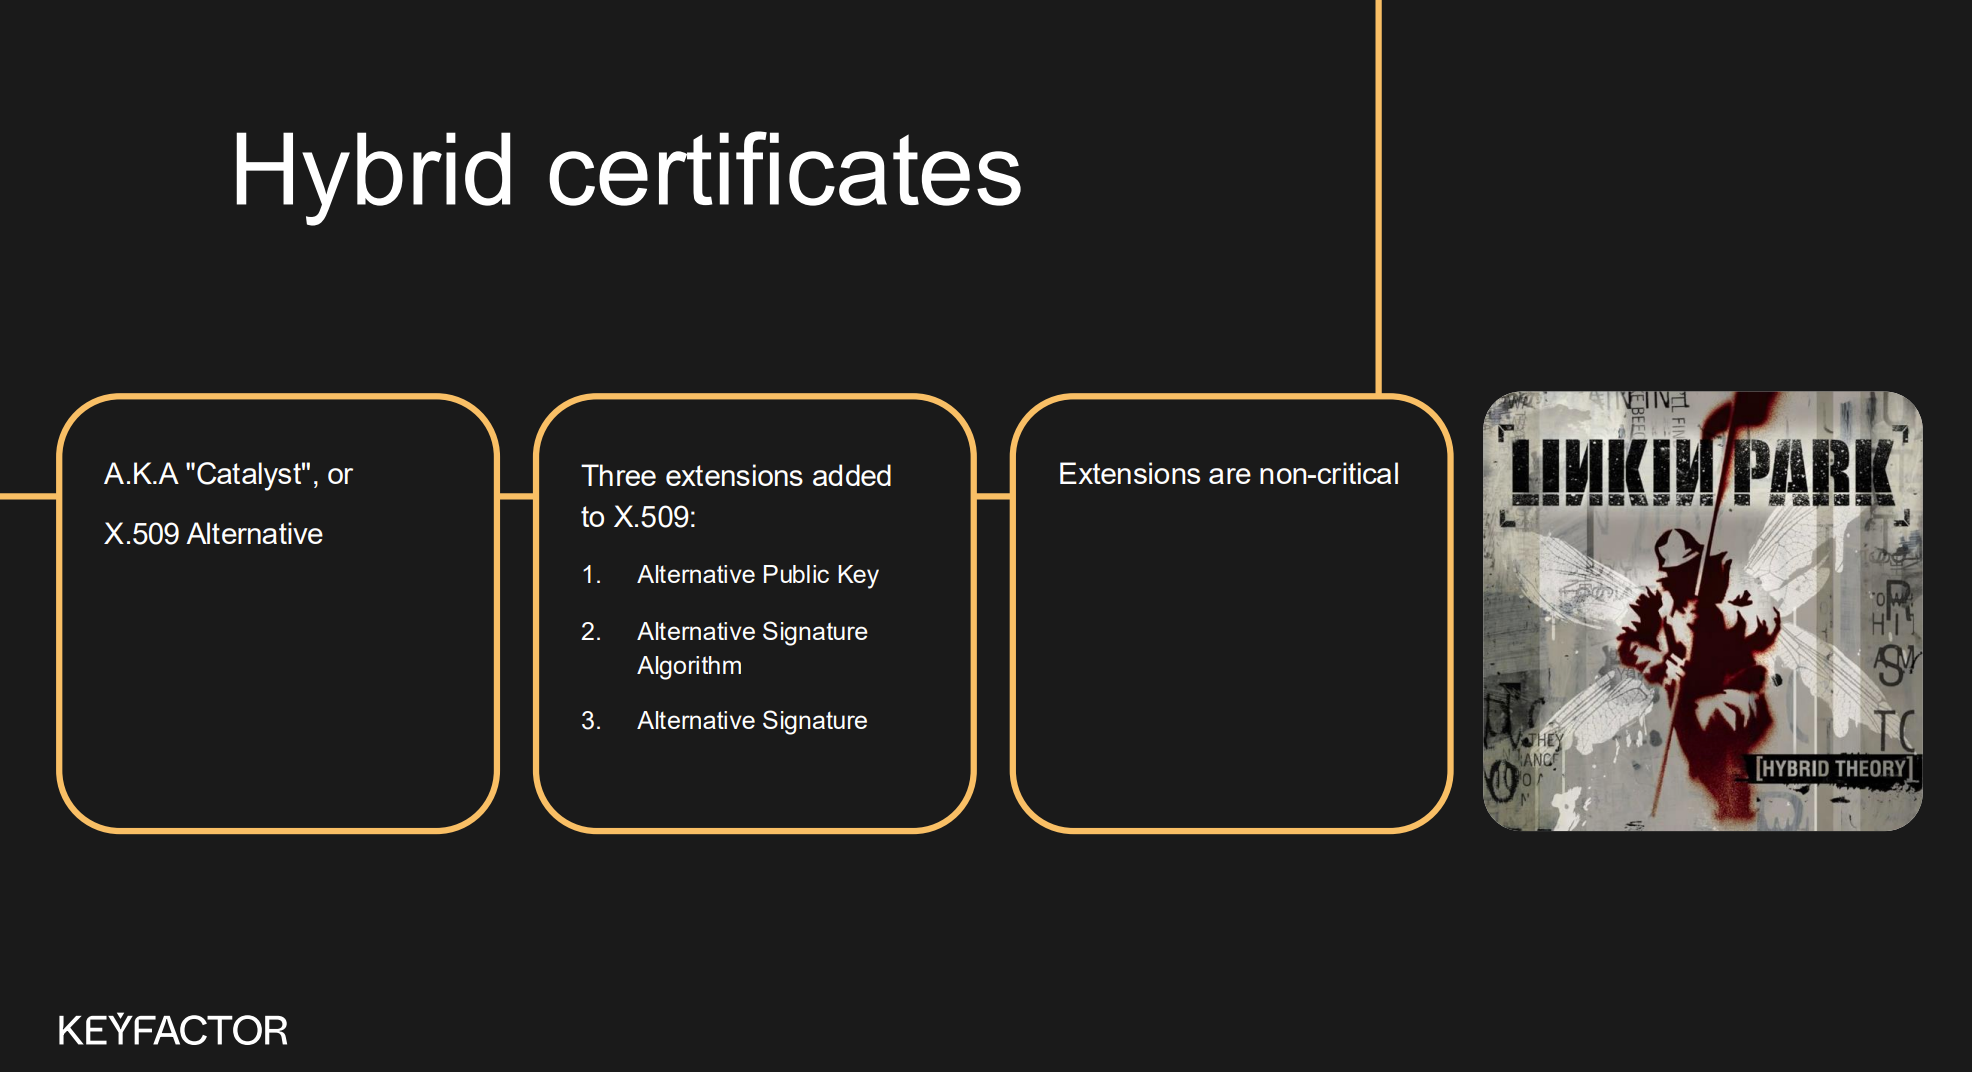 Hybrid certificates
A.K.A "Catalyst", or
X.509 Alternative
Three extensions added
to X.509:
1. Alternative Public Key
2. Alternative Signature
Algorithm
3. Alternative Signature
Extensions are non-critical
LINKIN PARK
[HYBRID THEORY]
KEYFACTOR